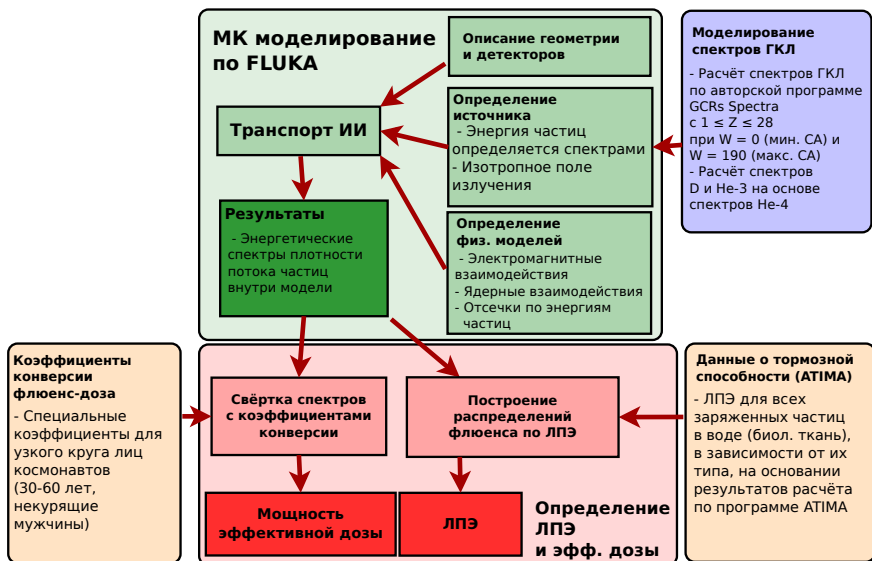 МК моделирование
по FLUKA
Описание геометрии
и детекторов
Транспорт ИИ
Определение
источника
- Энергия частиц
определяется спектрами
- Изотропное поле
излучения
Результаты
- Энергетические
спектры плотности
потока частиц
внутри модели
Определение
физ. моделей
- Электромагнитные
взаимодействия
- Ядерные взаимодействия
- Отсечки по энергиям
частиц
Моделирование
спектров ГКЛ
- Расчёт спектров ГКЛ
по авторской программе
GCRs Spectra
с 1 ≤ Z ≤ 28
при W = 0 (мин. СА) и
W = 190 (макс. СА)
- Расчёт спектров
D и He-3 на основе
спектров He-4
Коэффициенты
конверсии
флюенс-доза
- Специальные
коэффициенты для
узкого круга лиц
космонавтов
(30-60 лет,
некурящие
мужчины)
Свёртка спектров
с коэффициентами
конверсии
Построение
распределений
флюенса по ЛПЭ
Мощность
эффективной дозы
ЛПЭ
Определение
ЛПЭ
и эфф. дозы
Данные о тормозной
способности (ATIMA)
- ЛПЭ для всех
заряженных частиц
в воде (биол. ткань),
в зависимости от их
типа, на основании
результатов расчёта
по программе ATIMA